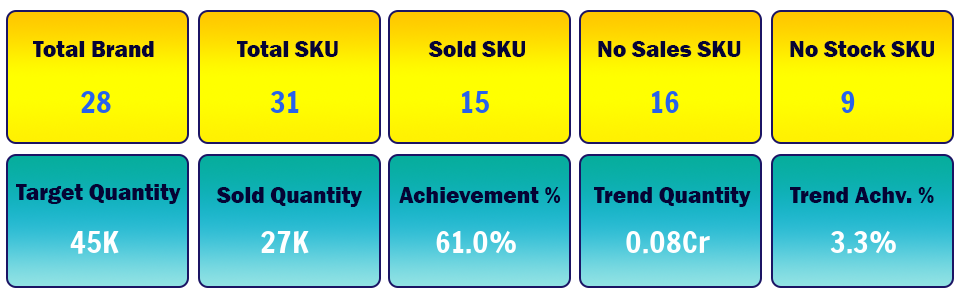 Total Brand
28
Total SKU
31
Sold SKU
15
No Sales SKU
16
No Stock SKU
9
Target Quantity
45K
Sold Quantity
27K
Achievement %
61.0%
Trend Quantity
0.08Cr
Trend Achv. %
3.3%